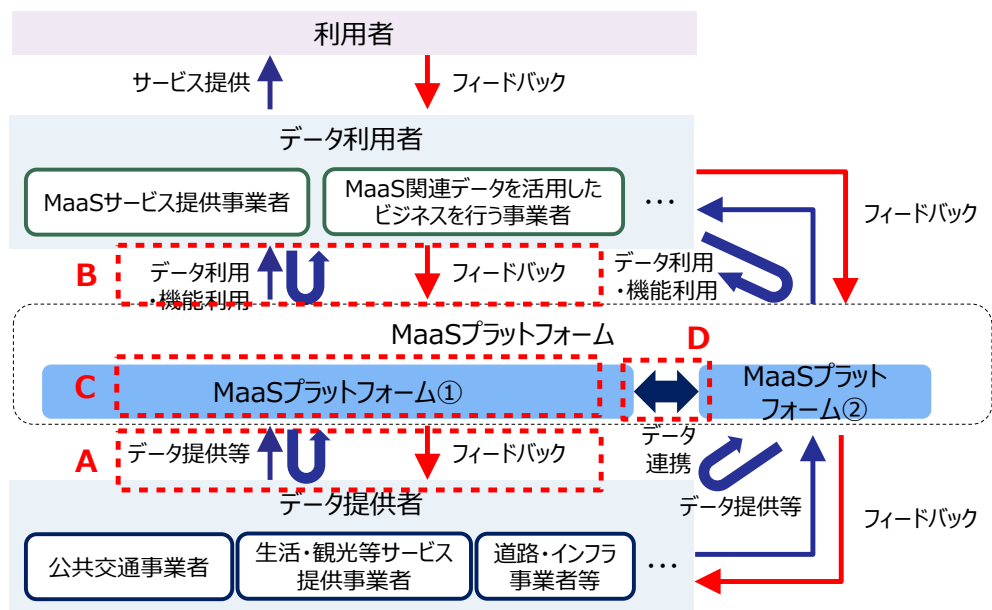 利用者
サービス提供
フィードバック
データ利用者
MaaSサービス提供事業者
MaaS関連データを活用した
ビジネスを行う事業者
…
フィードバック
B
データ利用
・機能利用
フィードバック
データ利用
・機能利用
MaaSプラットフォーム
D
C
MaaSプラットフォーム①
MaaSプラット
フォーム②
A
データ提供等
フィードバック
データ
連携
データ提供等
フィードバック
データ提供者
公共交通事業者
生活・観光等サービス
提供事業者
道路・インフラ
事業者等
…